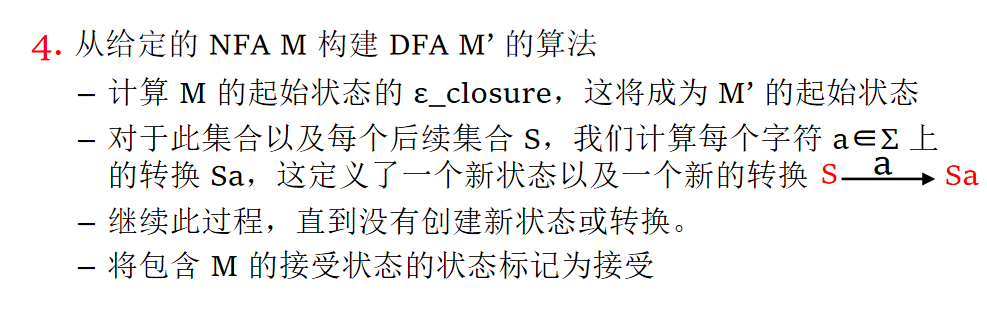 4. 从给定的 NFA M 构建 DFA M’ 的算法
– 计算 M 的起始状态的 ε_closure，这将成为 M’ 的起始状态
– 对于此集合以及每个后续集合 S，我们计算每个字符 a∈Σ 上
的转换 Sa，这定义了一个新状态以及一个新的转换 S a Sa
– 继续此过程，直到没有创建新状态或转换。
– 将包含 M 的接受状态的状态标记为接受